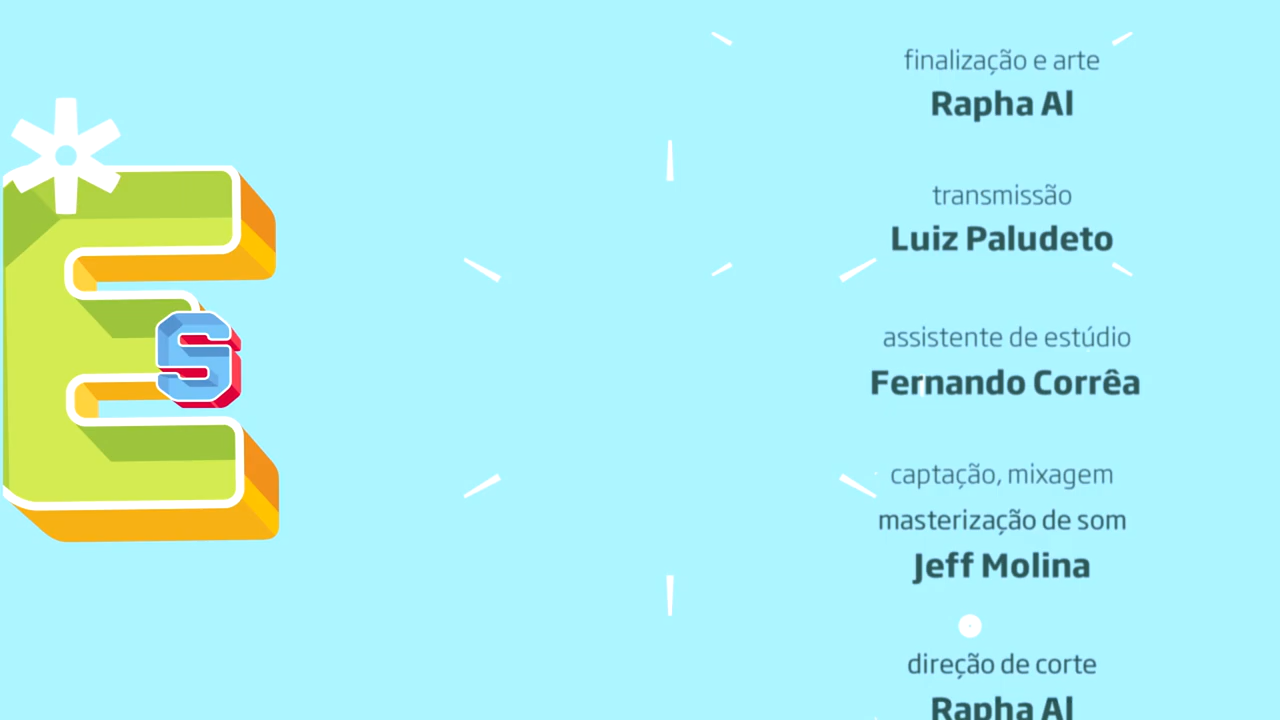 E
s
finalização e arte
Rapha Al
transmissão
Luiz Paludeto
assistente de estúdio
Fernando Corrêa
captação, mixagem
masterização de som
Jeff Molina
direção de corte
Rapha Al